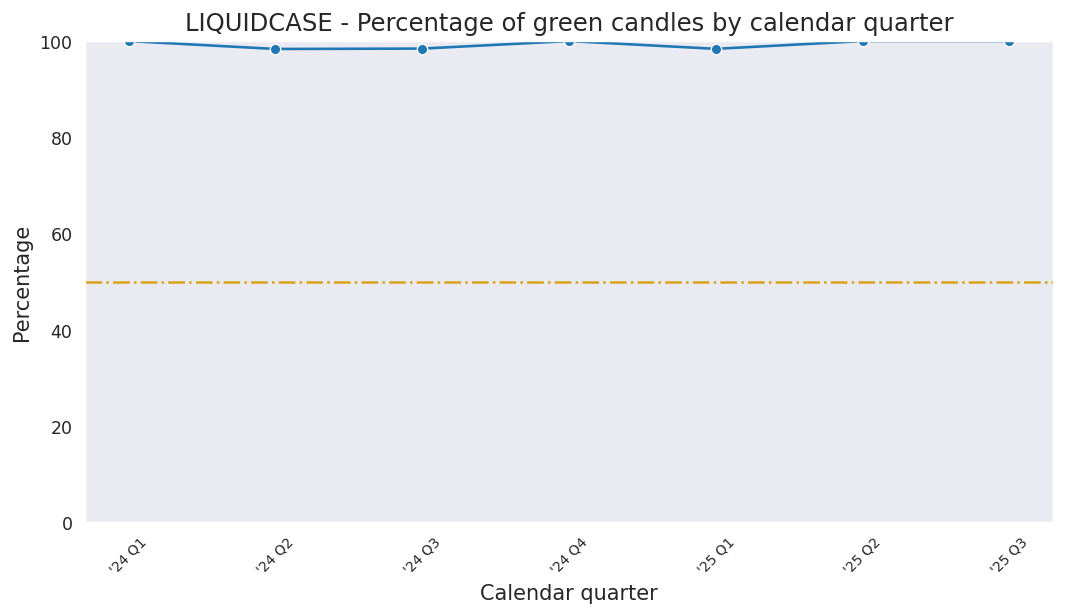 LIQUIDCASE - Percentage of green candles by calendar quarter
Percentage
100
80
60
40
20
0
'24 Q1
'24 Q2
'24 Q3
'24 Q4
'25 Q1
'25 Q2
'25 Q3
Calendar quarter